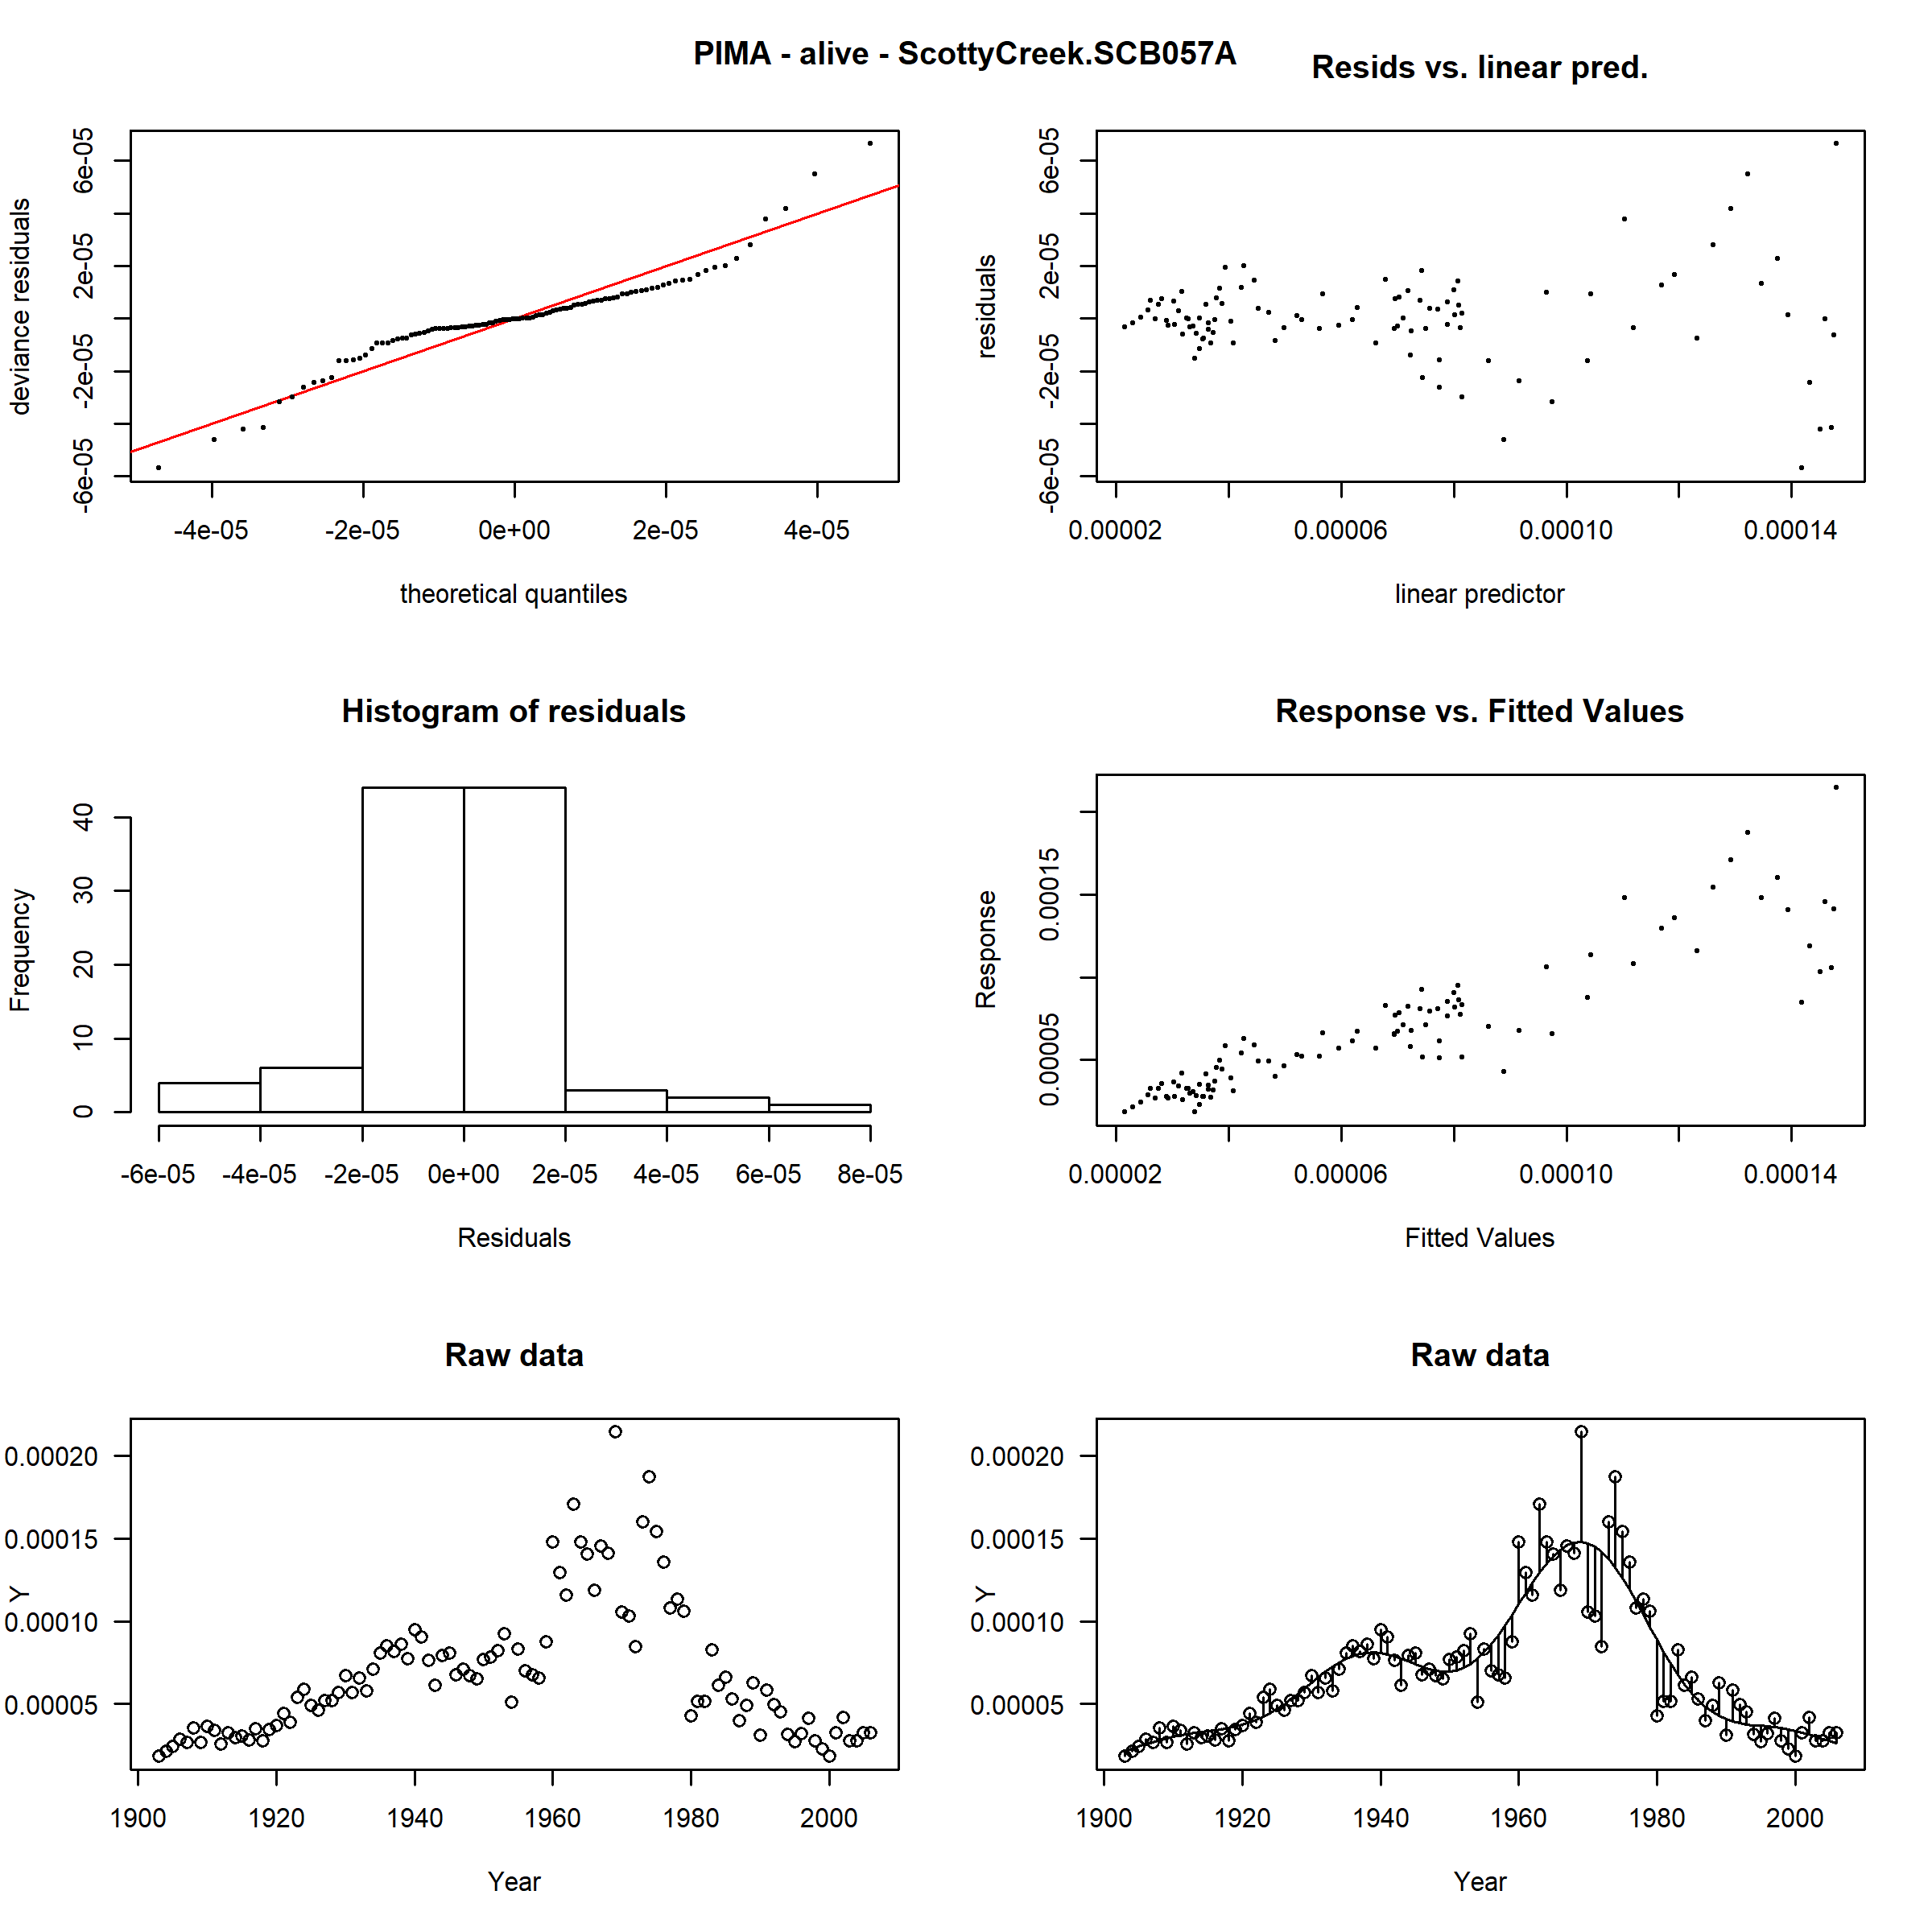 PIMA - alive - ScottyCreek.SCB057A
Resids vs. linear pred.
deviance residuals
6e-05
2e-05
-2e-05
-6e-05
-4e-05 -2e-05 0e+00 2e-05 4e-05
theoretical quantiles
residuals
6e-05
2e-05
-2e-05
-6e-05
0.00002 0.00006 0.00010 0.00014
linear predictor
Histogram of residuals
Frequency
40
30
20
10
0
-6e-05 -4e-05 -2e-05 0e+00 2e-05 4e-05 6e-05 8e-05
Residuals
Response vs. Fitted Values
Response
0.00015
0.00005
0.00002 0.00006 0.00010 0.00014
Fitted Values
Raw data
Y
0.00020
0.00015
0.00010
0.00005
1900 1920 1940 1960 1980 2000
Year
Raw data
Y
0.00020
0.00015
0.00010
0.00005
1900 1920 1940 1960 1980 2000
Year